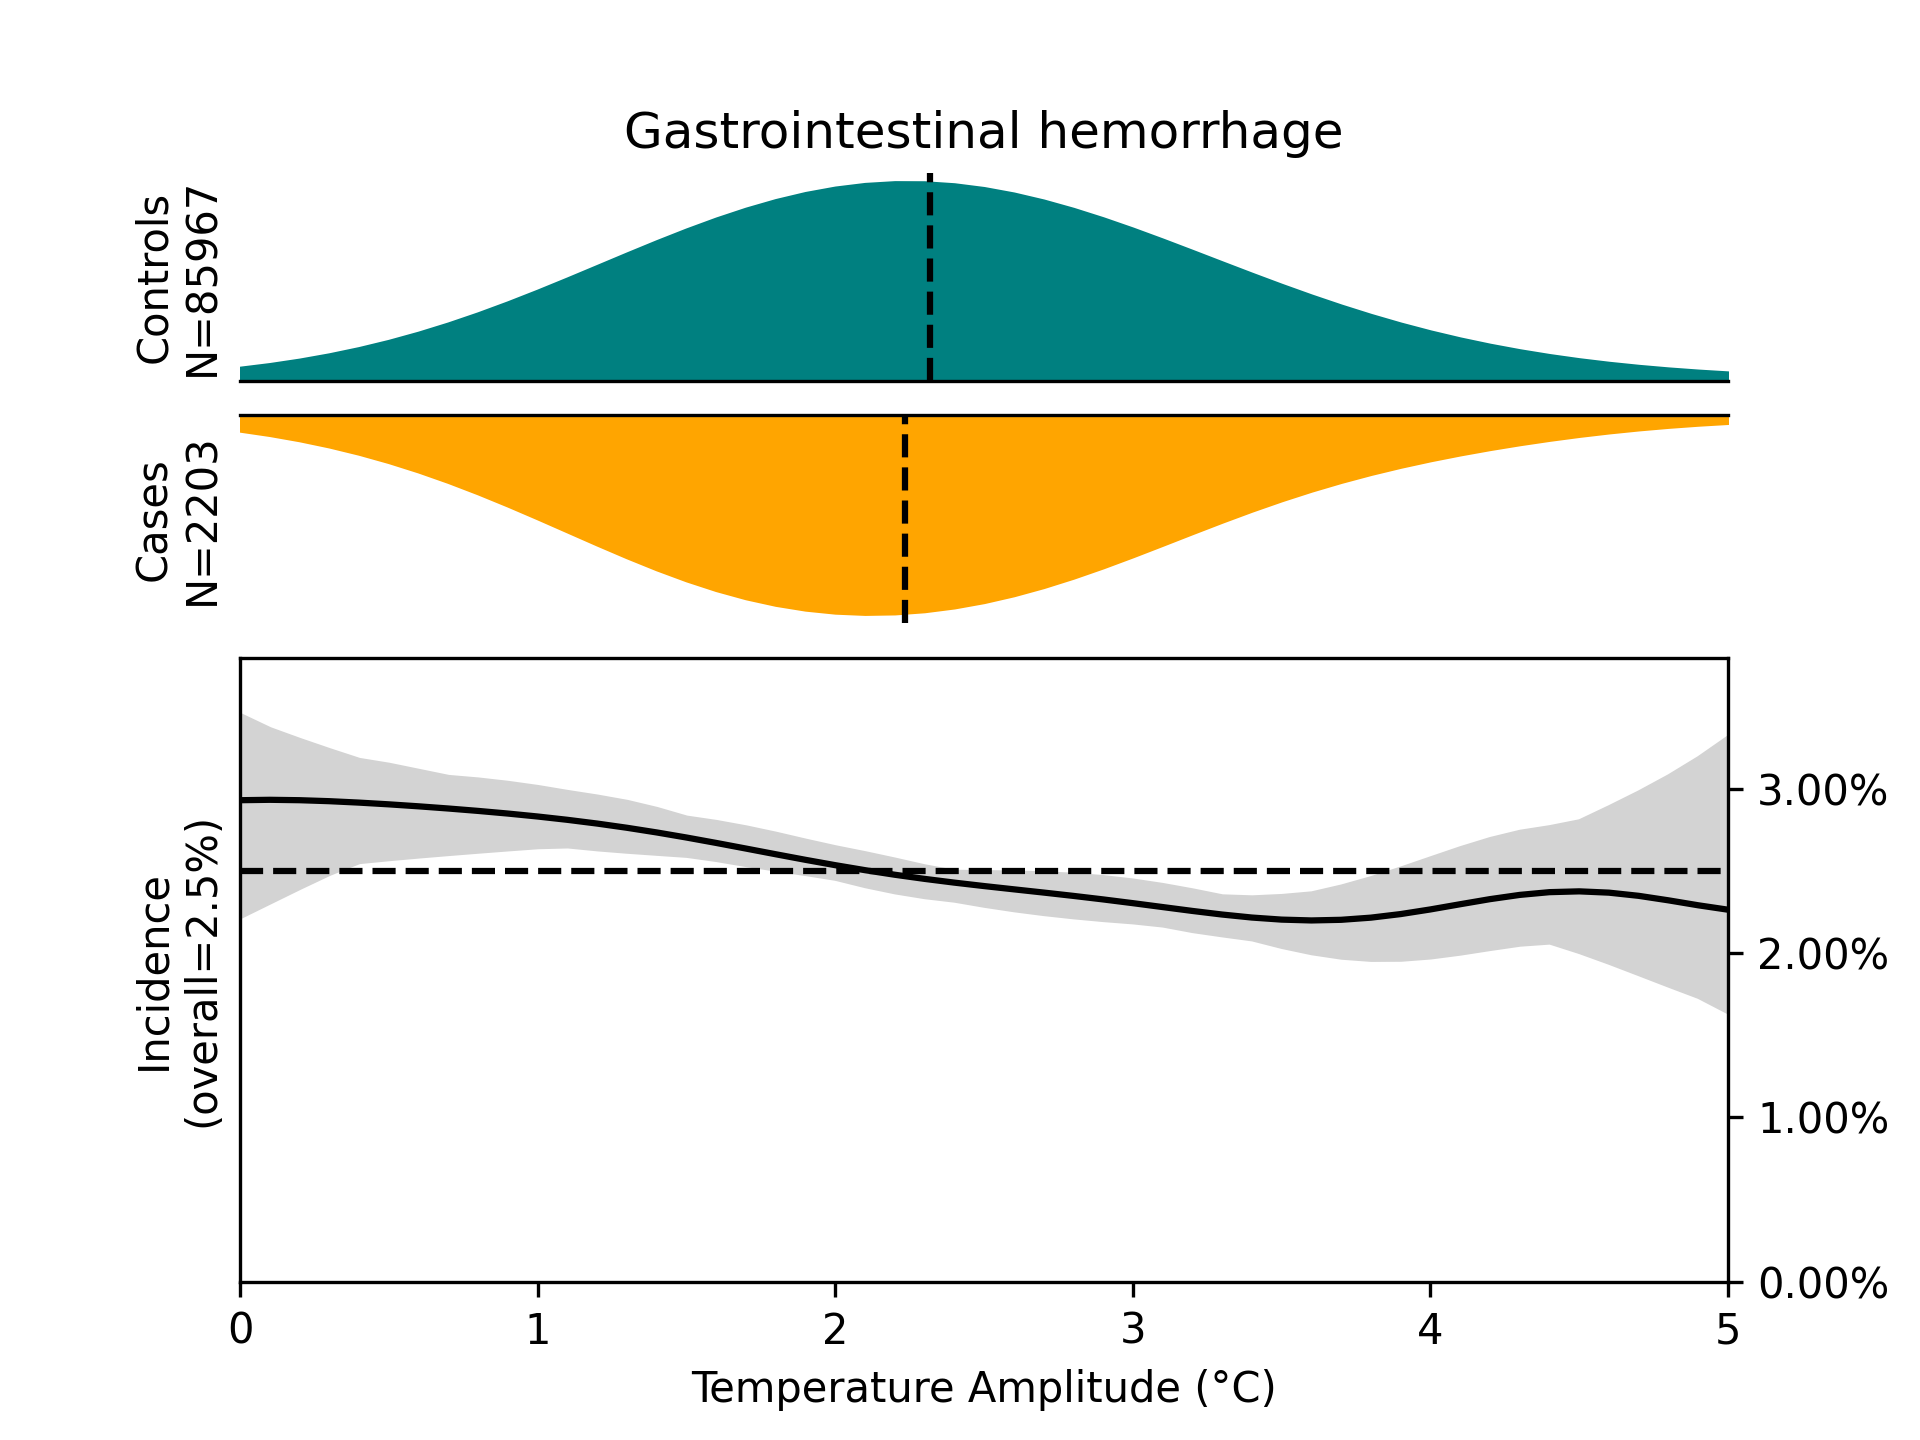 Gastrointestinal hemorrhage
Controls
N=85967
Cases
N=2203
Incidence
(overall=2.5%)
3.00%
2.00%
1.00%
0.00%
0 1 2 3 4 5
Temperature Amplitude (°C)